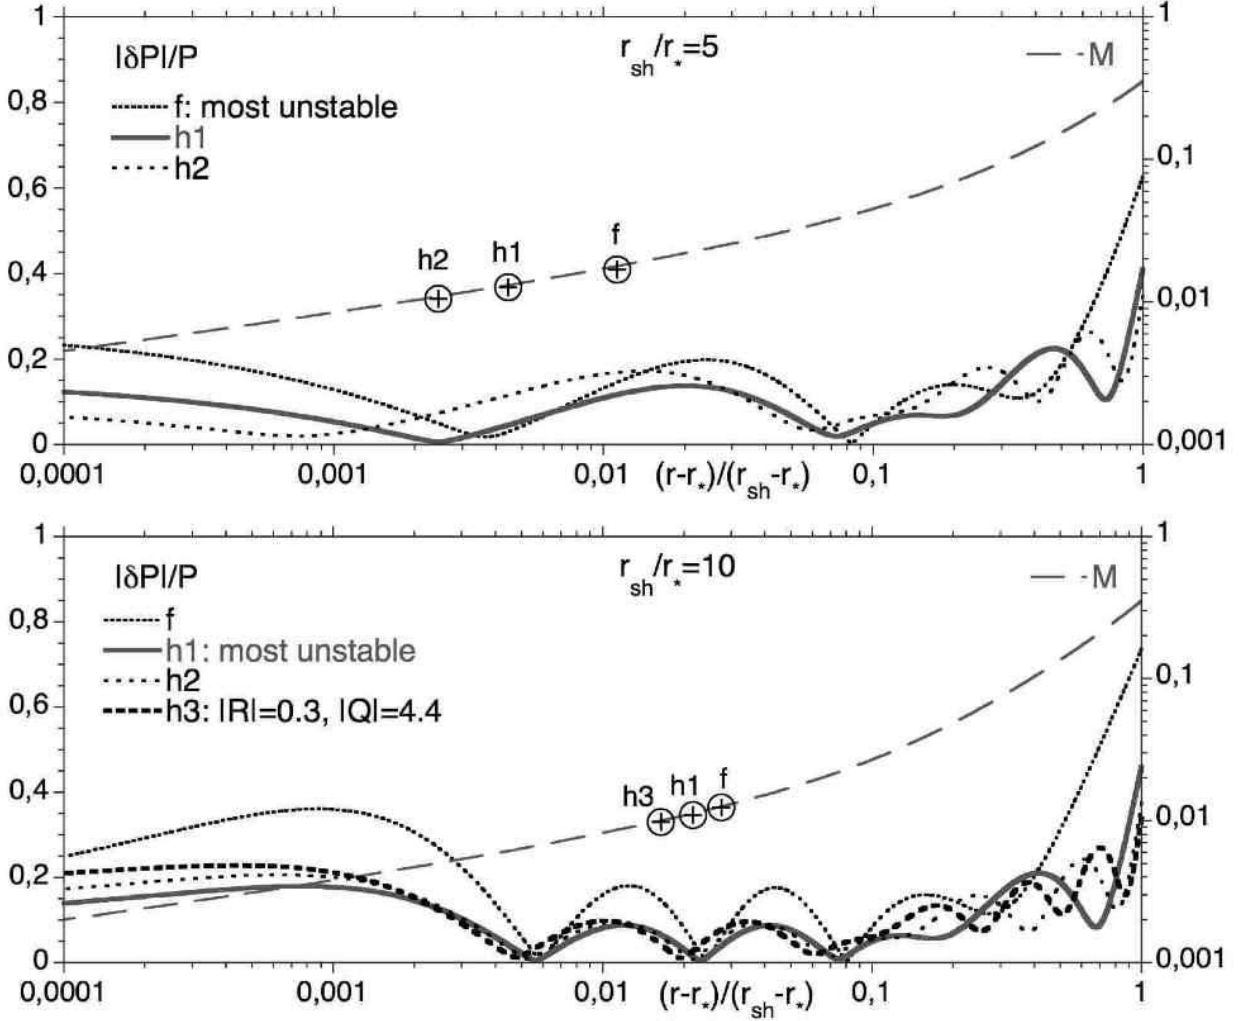 1
r_sh/r_*=5
1
|δP|/P
— - M
0,8
f: most unstable
h1
h2
0,1
0,6
f
h1
h2
0,4
0,01
0,2
0
0,001
0,0001 0,001 0,01 (r-r_*)/(r_sh-r_*) 0,1 1
1
r_sh/r_*=10
1
|δP|/P
— - M
0,8
f
h1: most unstable
h2
h3: |R|=0.3, |Q|=4.4
0,1
0,6
0,4
h3 h1 f
0,01
0,2
0
0,001
0,0001 0,001 0,01 (r-r_*)/(r_sh-r_*) 0,1 1